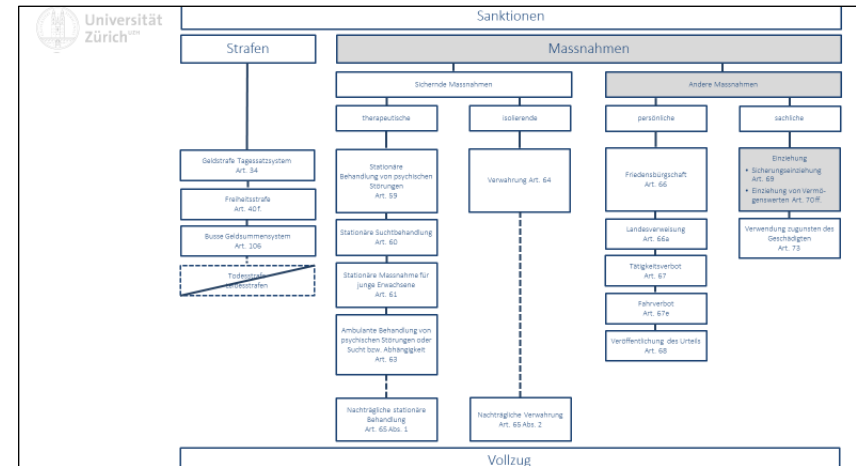 Universität
Zürich UZH
Sanktionen
Strafen
Massnahmen
Sichernde Massnahmen
Andere Massnahmen
therapeutische
isolierende
persönliche
sachliche
Geldstrafe Tagessatzsystem
Art. 34
Freiheitsstrafe
Art. 40 f.
Busse Geldsummensystem
Art. 106
Todesstrafe
Leibesstrafen
Stationäre
Behandlung von psychischen
Störungen
Art. 59
Stationäre Suchtbehandlung
Art. 60
Stationäre Massnahme für
junge Erwachsene
Art. 61
Ambulante Behandlung von
psychischen Störungen oder
Sucht bzw. Abhängigkeit
Art. 63
Nachträgliche stationäre
Behandlung
Art. 65 Abs. 1
Verwahrung Art. 64
Nachträgliche Verwahrung
Art. 65 Abs. 2
Friedensbürgschaft
Art. 66
Landesverweisung
Art. 66a
Tätigkeitsverbot
Art. 67
Fahrverbot
Art. 67e
Veröffentlichung des Urteils
Art. 68
Einziehung
• Sicherungseinziehung
Art. 69
• Einziehung von Vermö-
genswerten Art. 70 ff.
Verwendung zugunsten des
Geschädigten
Art. 73
Vollzug